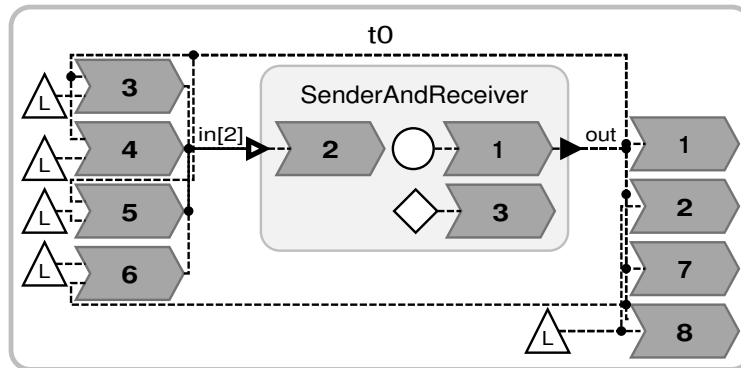 t0
SenderAndReceiver
L 3
L 4
L 5
L 6
in[2]
2
1
3
out
1
2
7
L 8